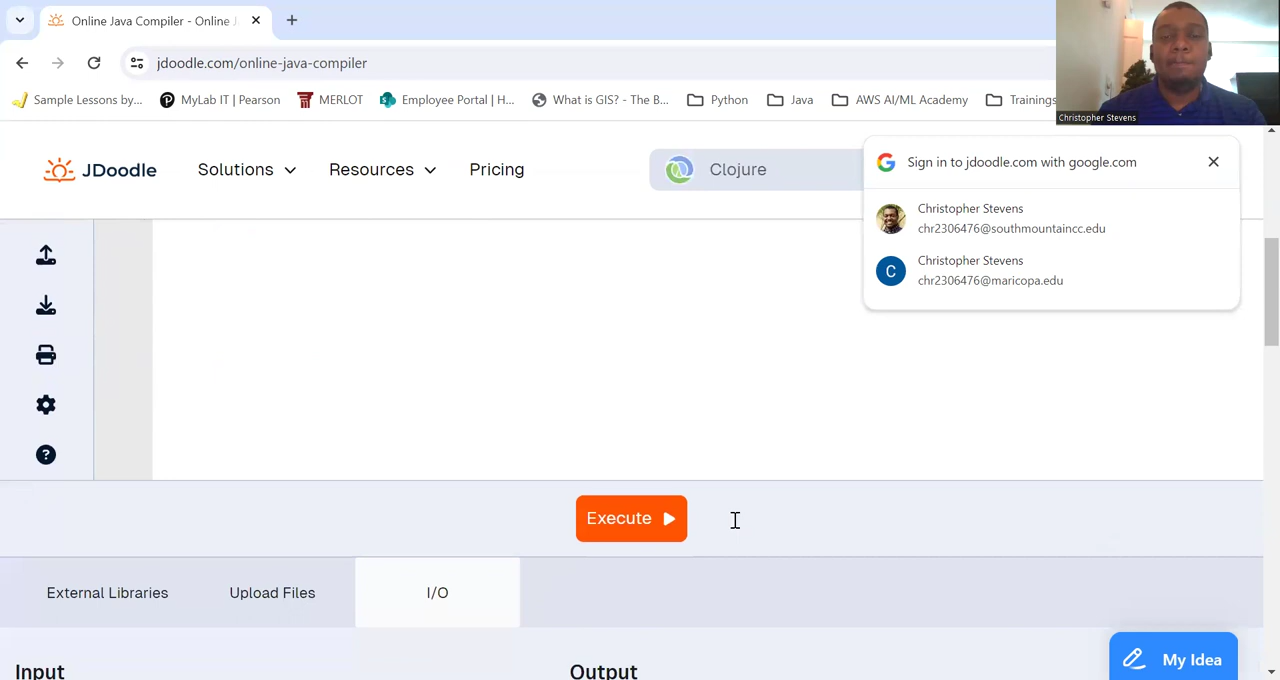 Online Java Compiler - Online J
jdoodle.com/online-java-compiler
Sample Lessons by...
MyLab IT | Pearson
MERLOT
Employee Portal | H...
What is GIS? - The B...
Python
Java
AWS AI/ML Academy
Trainings
Christopher Stevens
JDoodle
Solutions
Resources
Pricing
Clojure
Sign in to jdoodle.com with google.com
Christopher Stevens
chr2306476@southmountaincc.edu
C
Christopher Stevens
chr2306476@maricopa.edu
?
Execute
External Libraries
Upload Files
I/O
Input
Output
My Idea